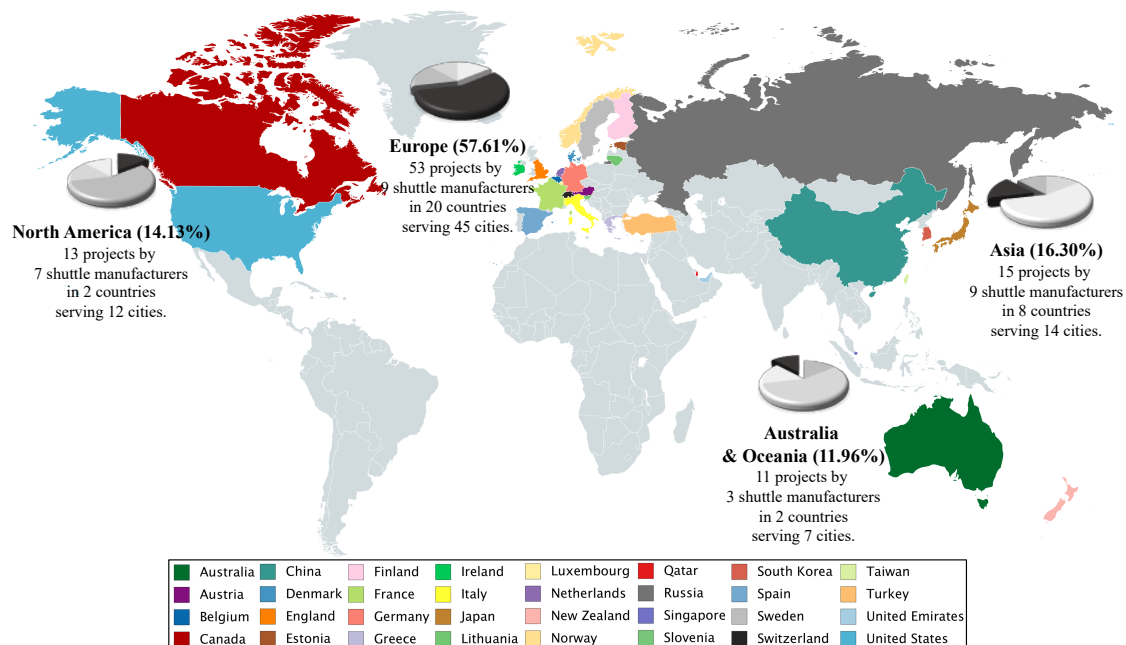 Europe (57.61%)
53 projects by
9 shuttle manufacturers
in 20 countries
serving 45 cities.
North America (14.13%)
13 projects by
7 shuttle manufacturers
in 2 countries
serving 12 cities.
Asia (16.30%)
15 projects by
9 shuttle manufacturers
in 8 countries
serving 14 cities.
Australia
& Oceania (11.96%)
11 projects by
3 shuttle manufacturers
in 2 countries
serving 7 cities.
Australia China Finland Ireland Luxembourg Qatar South Korea Taiwan
Austria Denmark France Italy Netherlands Russia Spain Turkey
Belgium England Germany Japan New Zealand Singapore Sweden United Emirates
Canada Estonia Greece Lithuania Norway Slovenia Switzerland United States